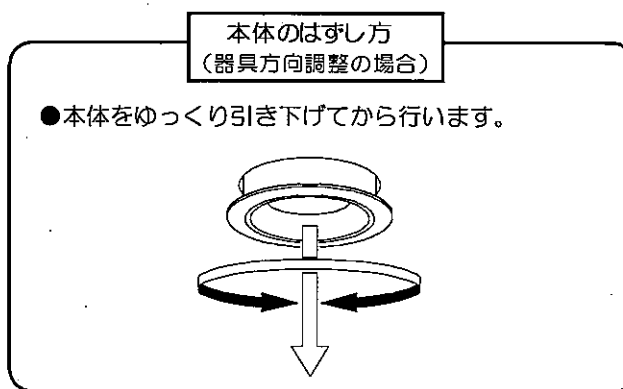 本体のはずし方
（器具方向調整の場合）
●本体をゆっくり引き下げてから行います。